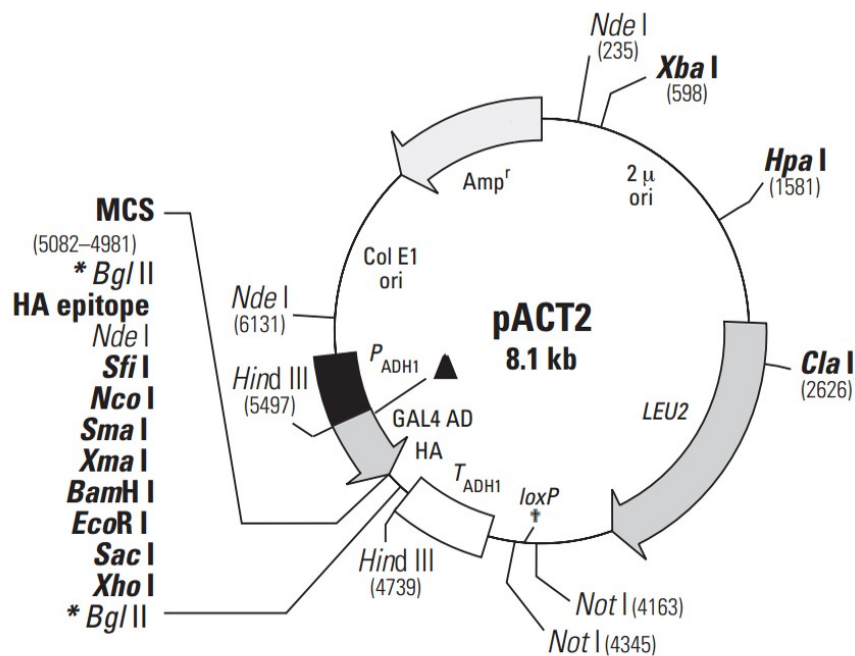 Nde I
(235)
Xba I
(598)
Hpa I
(1581)
2 μ
ori
Ampʳ
Col E1
ori
pACT2
8.1 kb
Cla I
(2626)
LEU2
MCS
(5082–4981)
* Bgl II
HA epitope
Nde I
Sfi I
Nco I
Sma I
Xma I
BamH I
EcoR I
Sac I
Xho I
* Bgl II
Nde I
(6131)
Hind III
(5497)
P ADH1
GAL4 AD
HA
T ADH1
loxP
✝
Hind III
(4739)
Not I (4163)
Not I (4345)